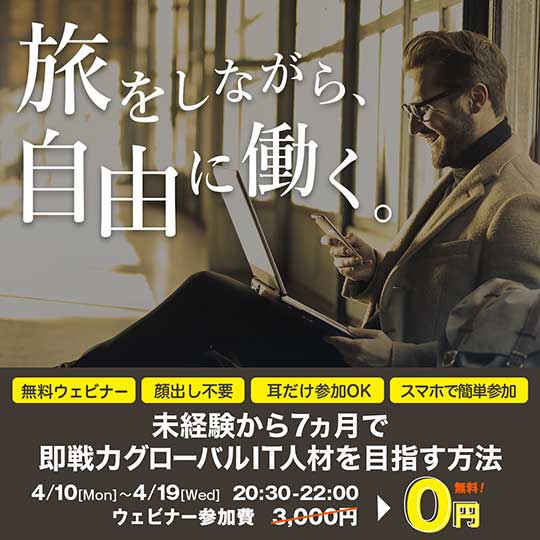 旅をしながら、
自由に働く。
無料ウェビナー 顔出し不要 耳だけ参加OK スマホで簡単参加
未経験から7ヵ月で
即戦力グローバルIT人材を目指す方法
4/10[Mon]～4/19[Wed] 20:30-22:00
ウェビナー参加費 3,000円
無料!
0円